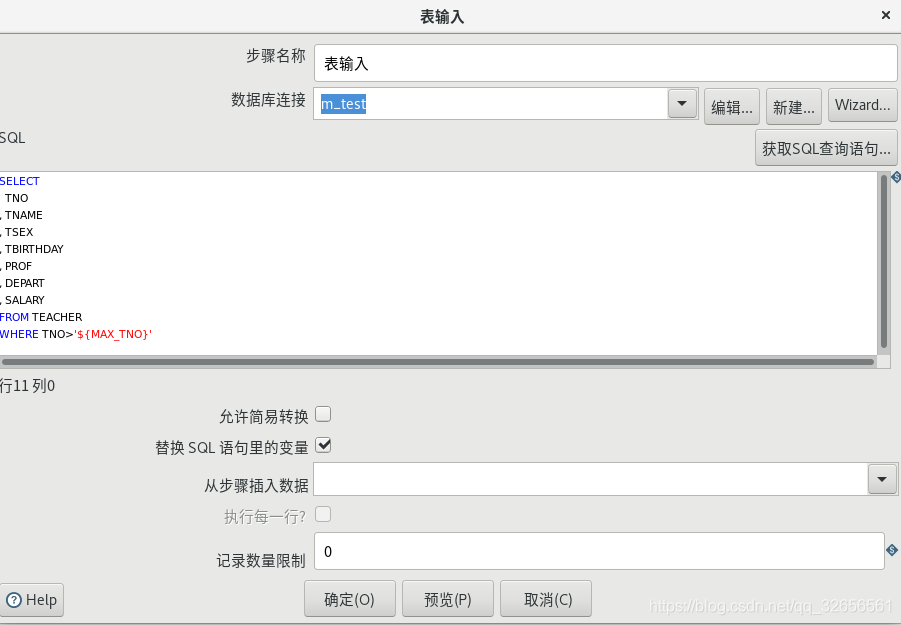 表输入
步骤名称 表输入
数据库连接 m_test 编辑... 新建... Wizard...
SQL 获取SQL查询语句...
SELECT
TNO
, TNAME
, TSEX
, TBIRTHDAY
, PROF
, DEPART
, SALARY
FROM TEACHER
WHERE TNO>'${MAX_TNO}'
行11 列0
允许简易转换
替换 SQL 语句里的变量
从步骤插入数据
执行每一行?
记录数量限制 0
Help 确定(O) 预览(P) 取消(C)
https://blog.csdn.net/qq_32656561